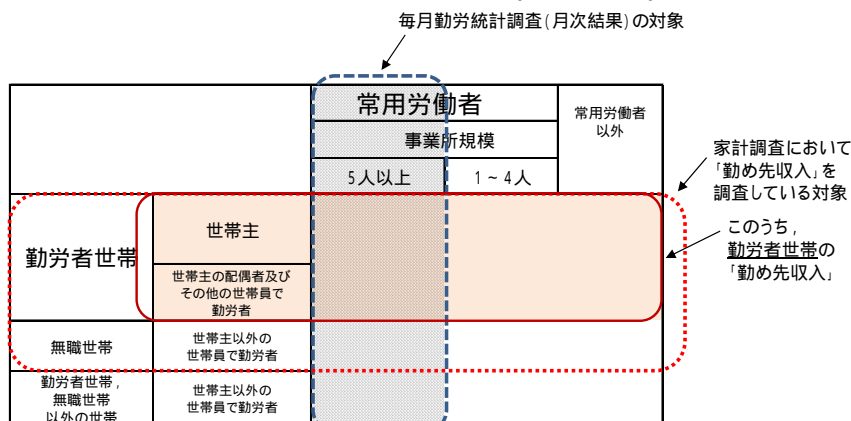 毎月勤労統計調査(月次結果)の対象
常用労働者
常用労働者
以外
事業所規模
5人以上
1～4人
家計調査において
「勤め先収入」を
調査している対象
このうち，
勤労者世帯の
「勤め先収入」
勤労者世帯
世帯主
世帯主の配偶者及び
その他の世帯員で
勤労者
無職世帯
世帯主以外の
世帯員で勤労者
勤労者世帯，
無職世帯
以外の世帯
世帯主以外の
世帯員で勤労者